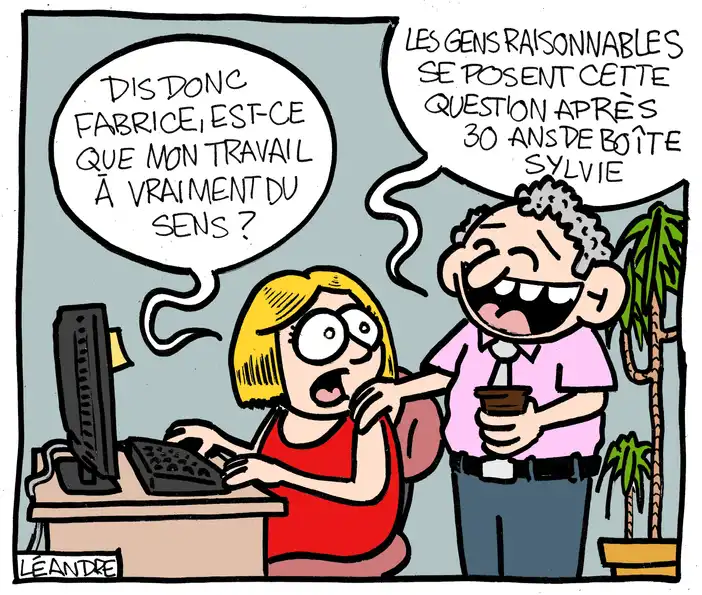 DIS DONC
FABRICE, EST-CE
QUE MON TRAVAIL
À VRAIMENT DU
SENS ?
LES GENS RAISONNABLES
SE POSENT CETTE
QUESTION APRÈS
30 ANS DE BOÎTE
SYLVIE
LÉANDRE